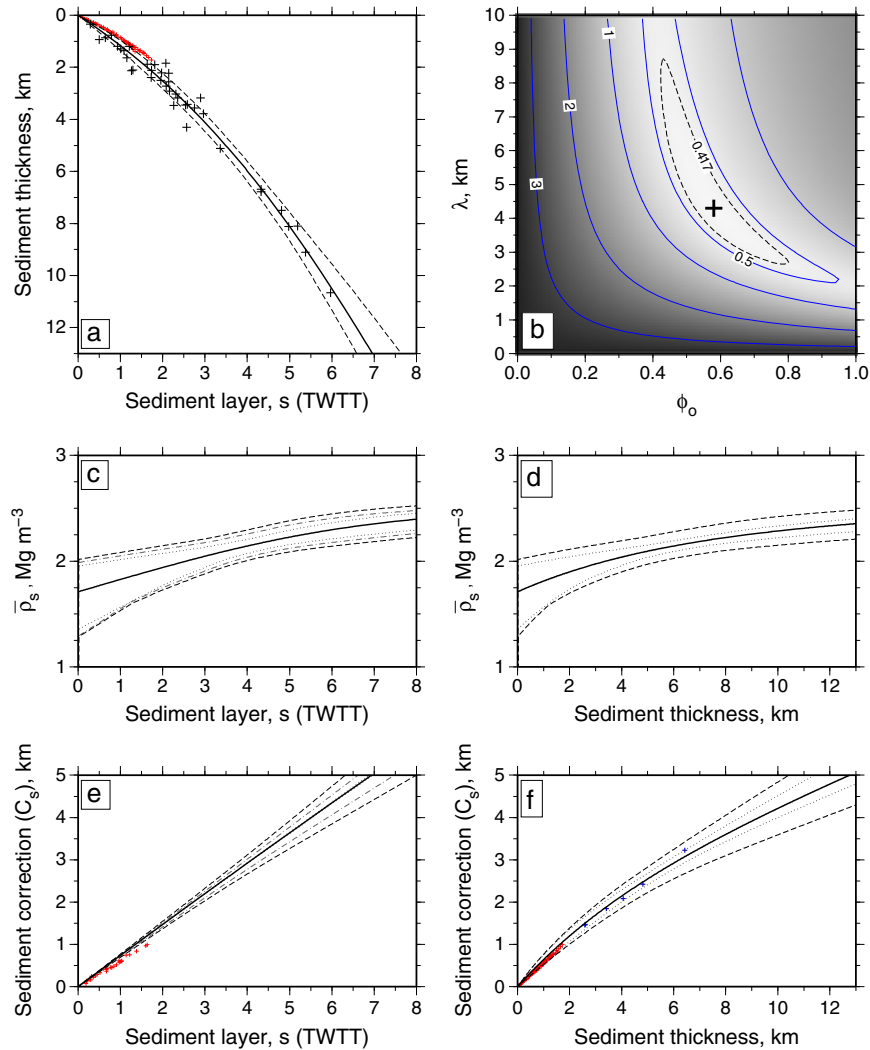 0
2
4
6
8
10
12
Sediment thickness, km
a
0 1 2 3 4 5 6 7 8
Sediment layer, s (TWTT)
10
9
8
7
6
5
4
3
2
1
0
λ, km
1
2
3
0.417
0.5
b
0.0 0.2 0.4 0.6 0.8 1.0
ϕo
3
2
1
ρ̅s , Mg m−3
c
0 1 2 3 4 5 6 7 8
Sediment layer, s (TWTT)
3
2
1
ρ̅s , Mg m−3
d
0 2 4 6 8 10 12
Sediment thickness, km
5
4
3
2
1
0
Sediment correction (Cs), km
e
0 1 2 3 4 5 6 7 8
Sediment layer, s (TWTT)
5
4
3
2
1
0
Sediment correction (Cs), km
f
0 2 4 6 8 10 12
Sediment thickness, km